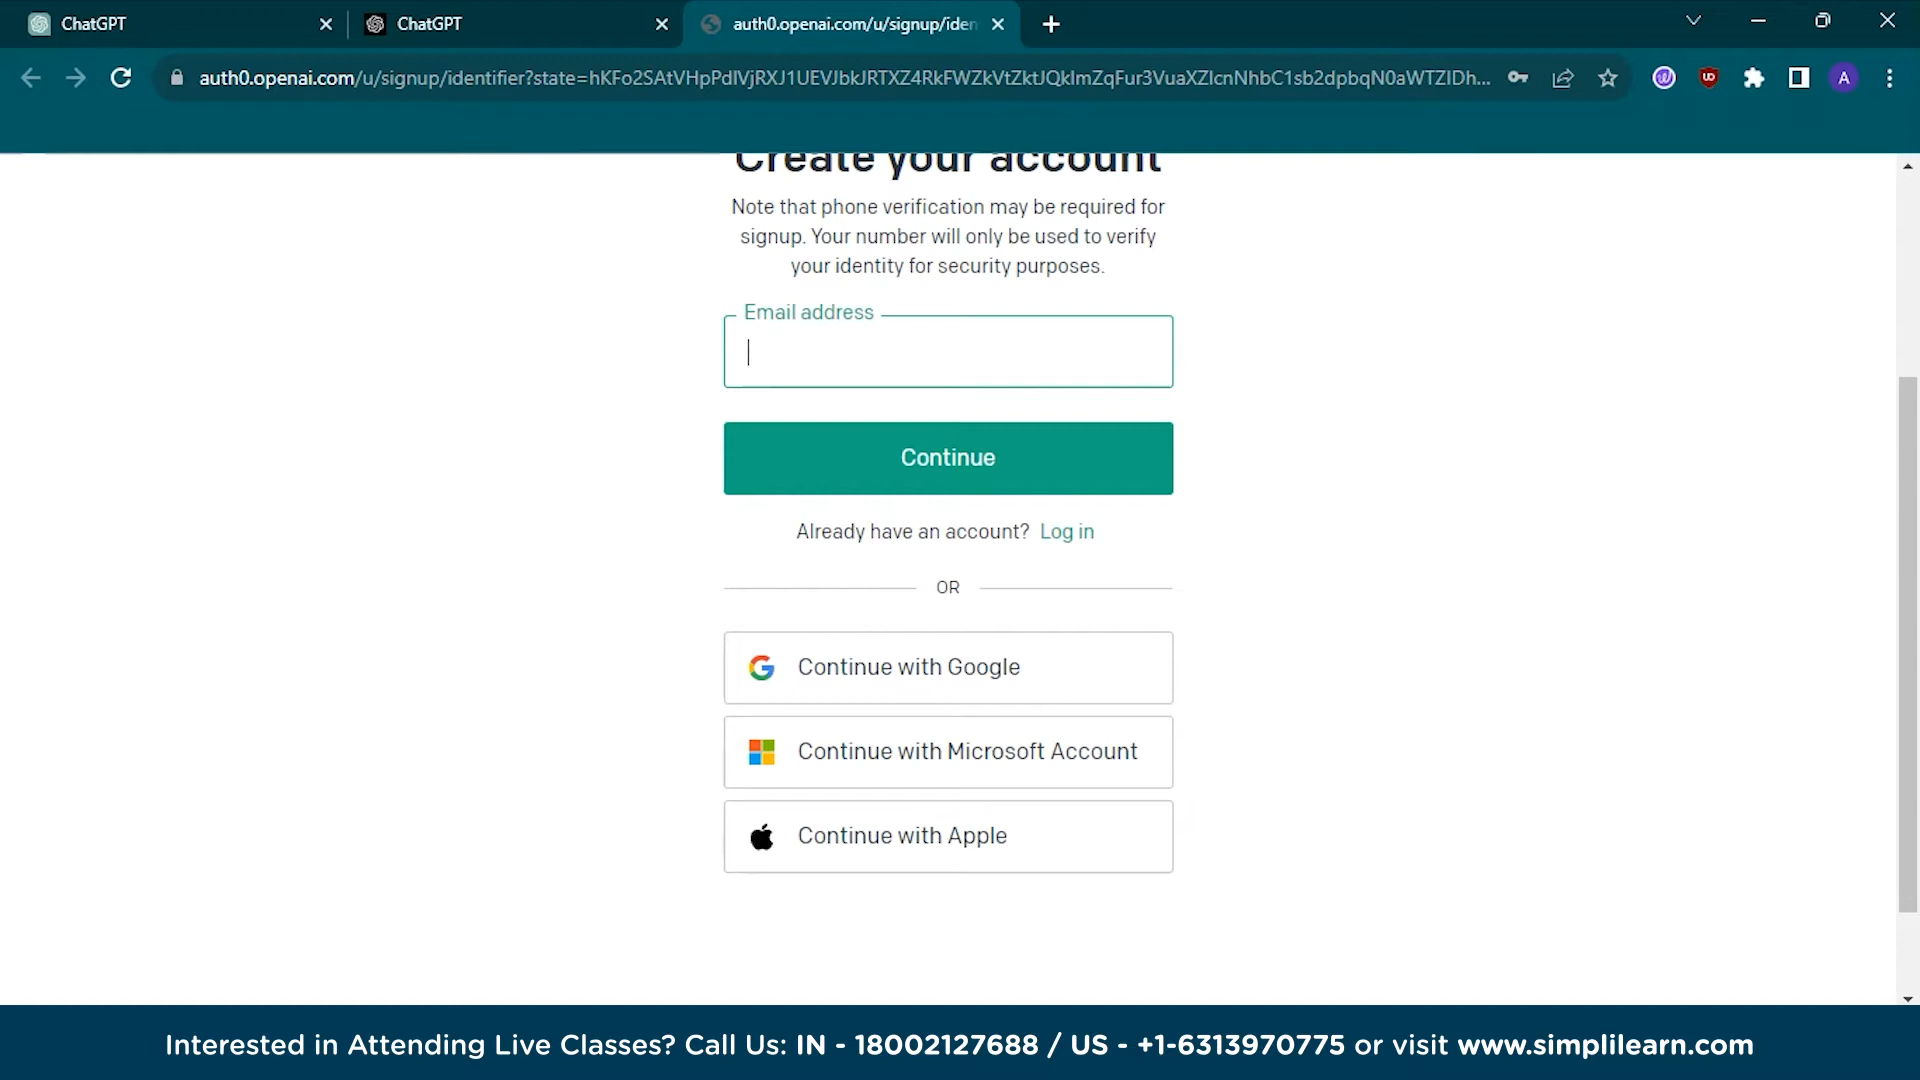 ChatGPT
ChatGPT
auth0.openai.com/u/signup/iden
auth0.openai.com/u/signup/identifier?state=hKFo2SAtVHpPdlVjRXJ1UEVJbkJRTXZ4RkFWZkVtZktJQklmZqFur3VuaXZlcnNhbC1sb2dpbqN0aWTZIDh...
A
Create your account
Note that phone verification may be required for
signup. Your number will only be used to verify
your identity for security purposes.
Email address
Continue
Already have an account? Log in
OR
Continue with Google
Continue with Microsoft Account
Continue with Apple
Interested in Attending Live Classes? Call Us: IN - 18002127688 / US - +1-6313970775 or visit www.simplilearn.com